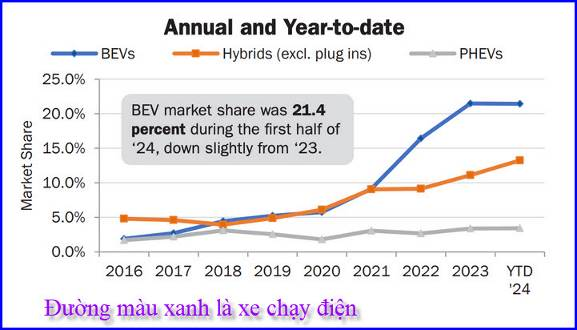 Annual and Year-to-date
BEVs Hybrids (excl. plug ins) PHEVs
25.0%
20.0%
15.0%
10.0%
5.0%
0.0%
Market Share
BEV market share was 21.4
percent during the first half of
‘24, down slightly from ‘23.
2016 2017 2018 2019 2020 2021 2022 2023 YTD
'24
Đường màu xanh là xe chạy điện